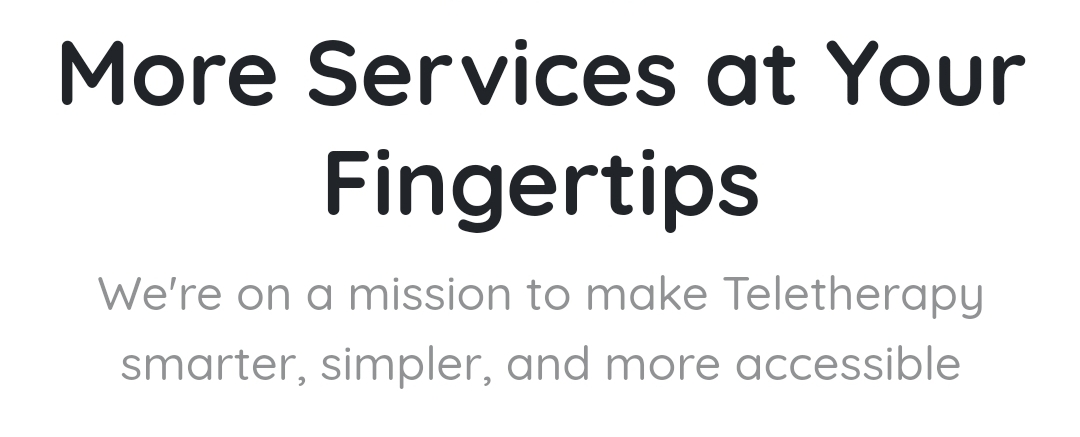 More Services at Your
Fingertips
We're on a mission to make Teletherapy
smarter, simpler, and more accessible